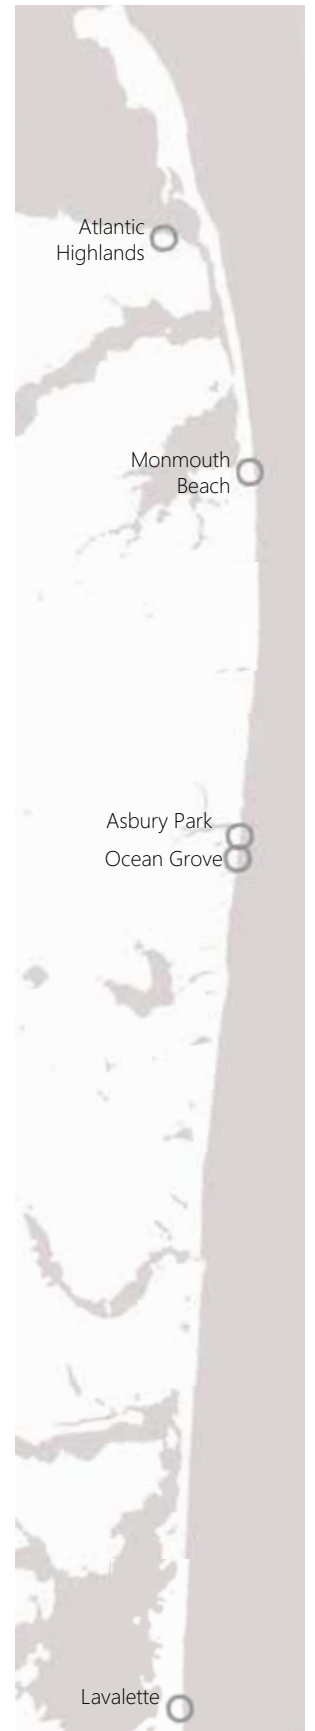 Atlantic
Highlands
Monmouth
Beach
Asbury Park
Ocean Grove
Lavalette